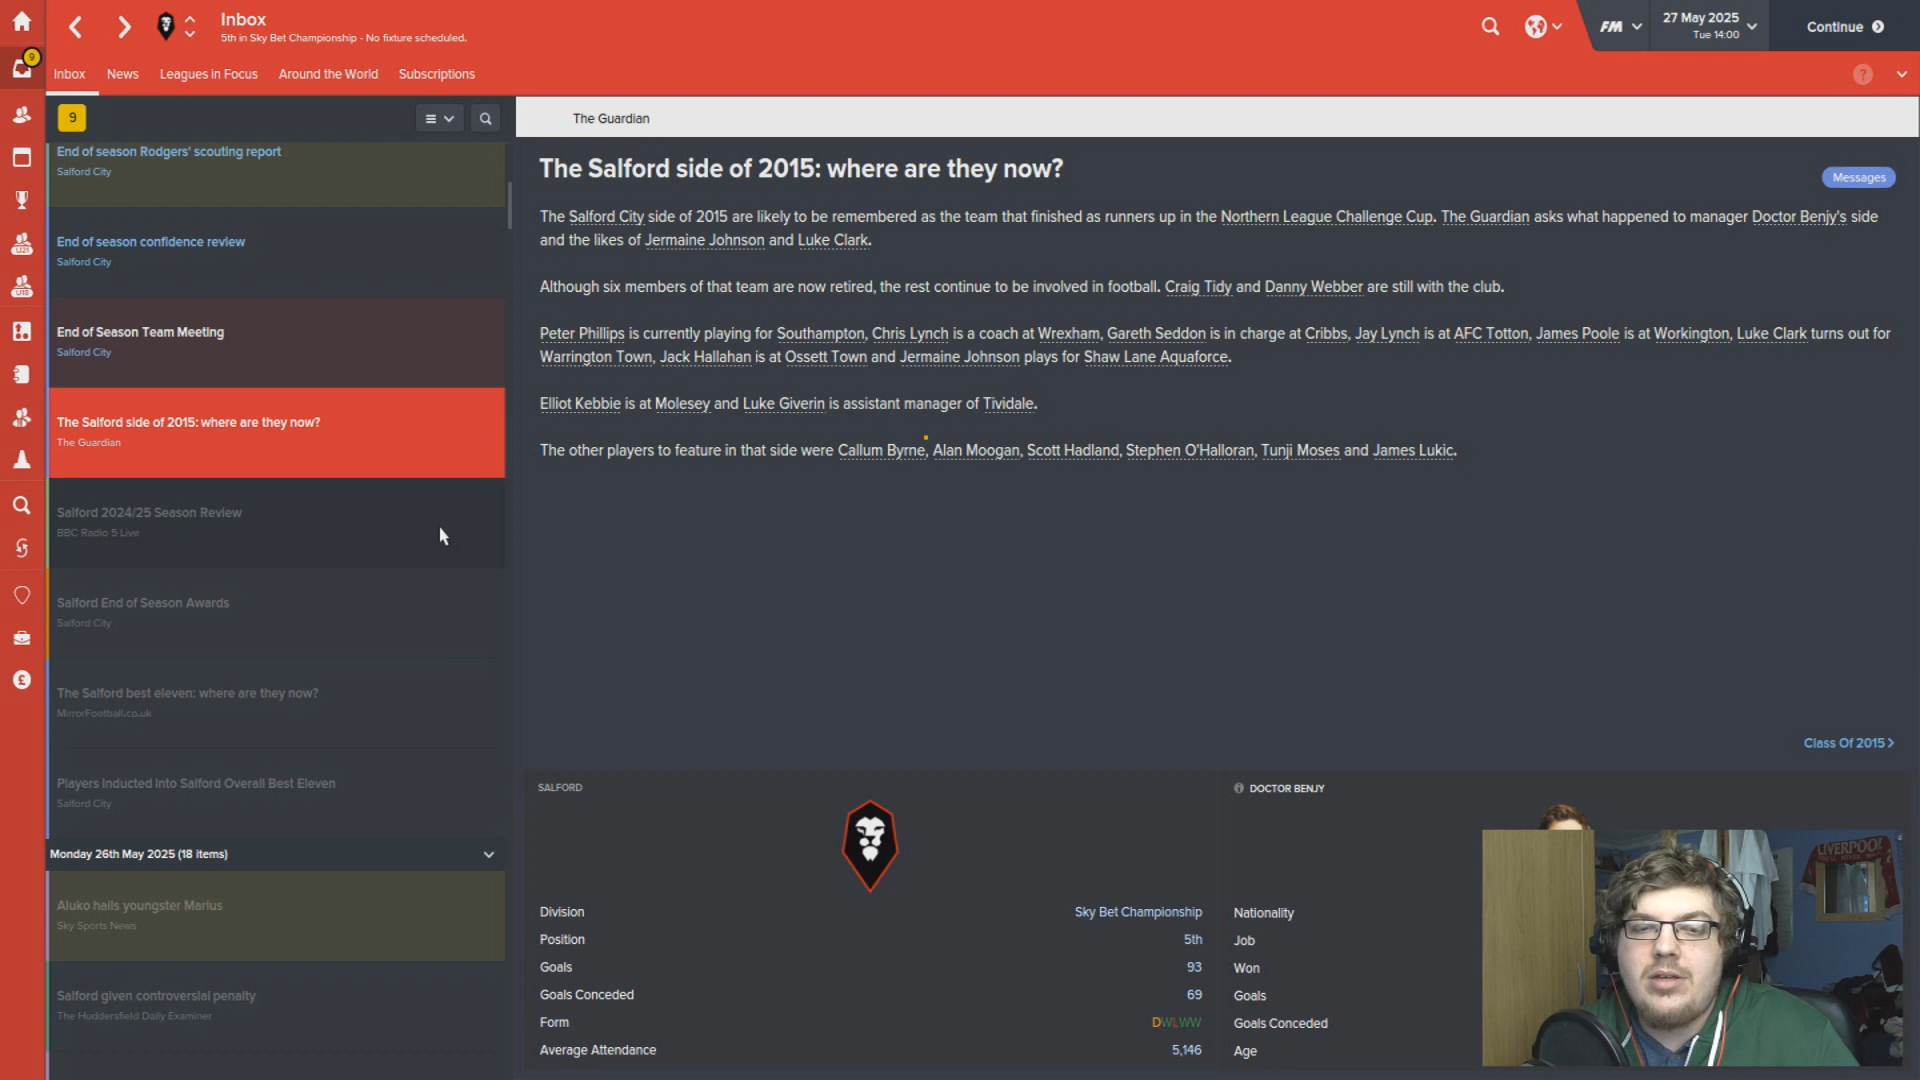 Inbox
5th in Sky Bet Championship - No fixture scheduled.
FM
27 May 2025
Tue 14:00
Continue
9
Inbox
News
Leagues in Focus
Around the World
Subscriptions
?
9
The Guardian
End of season Rodgers' scouting report
Salford City
End of season confidence review
Salford City
End of Season Team Meeting
Salford City
The Salford side of 2015: where are they now?
The Guardian
Salford 2024/25 Season Review
BBC Radio 5 Live
Salford End of Season Awards
Salford City
The Salford best eleven: where are they now?
MirrorFootball.co.uk
Players Inducted Into Salford Overall Best Eleven
Salford City
Monday 26th May 2025 (18 items)
Aluko hails youngster Marius
Sky Sports News
Salford given controversial penalty
The Huddersfield Daily Examiner
U21
U18
£
The Salford side of 2015: where are they now?
Messages
The Salford City side of 2015 are likely to be remembered as the team that finished as runners up in the Northern League Challenge Cup. The Guardian asks what happened to manager Doctor Benjy's side
and the likes of Jermaine Johnson and Luke Clark.
Although six members of that team are now retired, the rest continue to be involved in football. Craig Tidy and Danny Webber are still with the club.
Peter Phillips is currently playing for Southampton, Chris Lynch is a coach at Wrexham, Gareth Seddon is in charge at Cribbs, Jay Lynch is at AFC Totton, James Poole is at Workington, Luke Clark turns out for
Warrington Town, Jack Hallahan is at Ossett Town and Jermaine Johnson plays for Shaw Lane Aquaforce.
Elliot Kebbie is at Molesey and Luke Giverin is assistant manager of Tividale.
The other players to feature in that side were Callum Byrne, Alan Moogan, Scott Hadland, Stephen O'Halloran, Tunji Moses and James Lukic.
Class Of 2015
SALFORD
Division Sky Bet Championship
Position 5th
Goals 93
Goals Conceded 69
Form DWLWW
Average Attendance 5,146
DOCTOR BENJY
Nationality
Job
Won
Goals
Goals Conceded
Age
LIVERPOOL